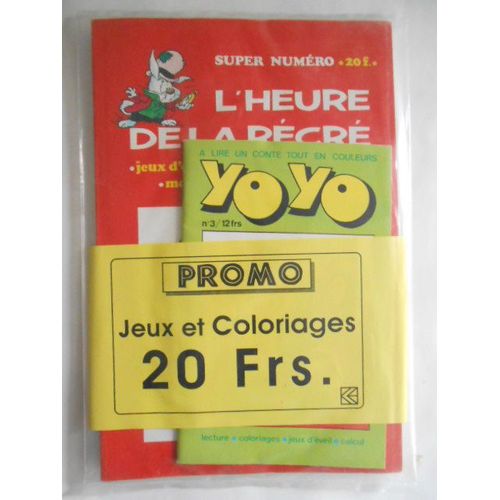 SUPER NUMÉRO • 20 f. •
L'HEURE
DE LA RÉCRÉ
• jeux d'
•
A LIRE UN CONTE TOUT EN COULEURS
YOYO
n°3/12frs
PROMO
Jeux et Coloriages
20 Frs.
lecture • coloriages • jeux d'éveil • calcul